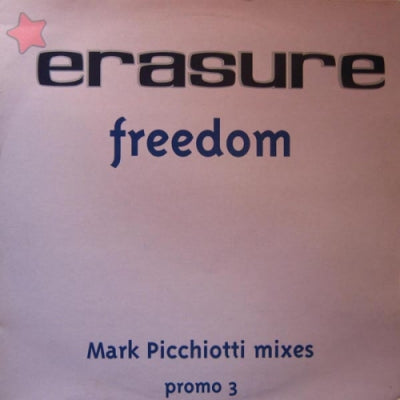 erasure
freedom
Mark Picchiotti mixes
promo 3